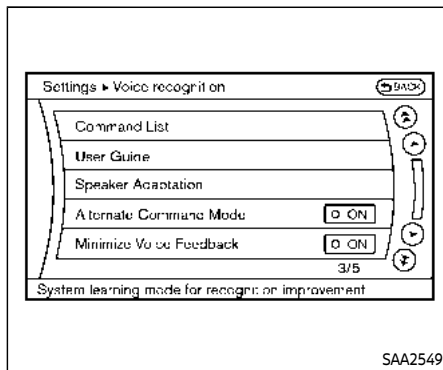 Settings ▸ Voice recognition
BACK
Command List
User Guide
Speaker Adaptation
Alternate Command Mode
ON
Minimize Voice Feedback
ON
3/5
System learning mode for recognition improvement
SAA2549